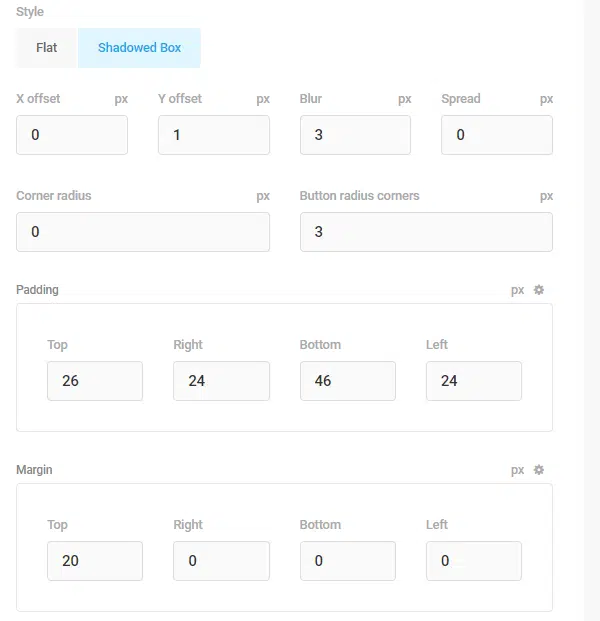 Style
Flat Shadowed Box
X offset px Y offset px Blur px Spread px
0 1 3 0
Corner radius px Button radius corners px
0 3
Padding px
Top Right Bottom Left
26 24 46 24
Margin px
Top Right Bottom Left
20 0 0 0